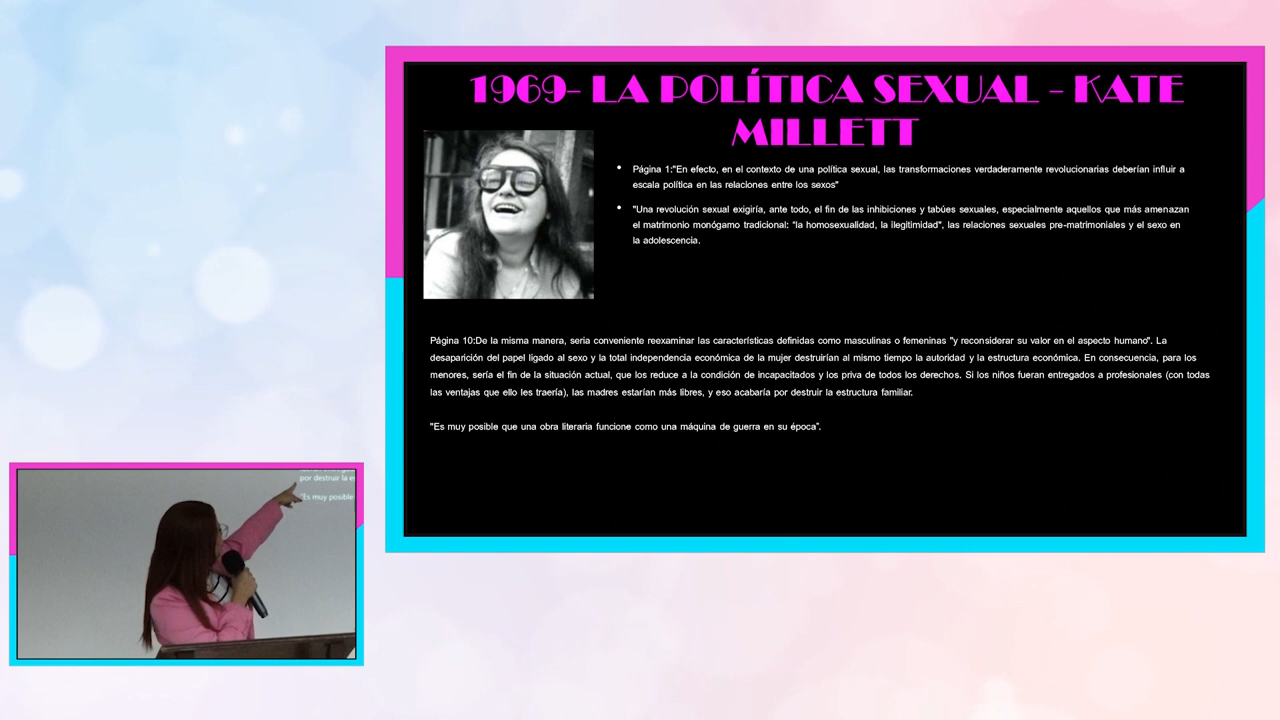 1969- LA POLÍTICA SEXUAL - KATE
MILLETT
• Página 1:"En efecto, en el contexto de una política sexual, las transformaciones verdaderamente revolucionarias deberían influir a
escala política en las relaciones entre los sexos"
• "Una revolución sexual exigiría, ante todo, el fin de las inhibiciones y tabúes sexuales, especialmente aquellos que más amenazan
el matrimonio monógamo tradicional: "la homosexualidad, la ilegitimidad", las relaciones sexuales pre-matrimoniales y el sexo en
la adolescencia.
Página 10:De la misma manera, seria conveniente reexaminar las características definidas como masculinas o femeninas "y reconsiderar su valor en el aspecto humano". La
desaparición del papel ligado al sexo y la total independencia económica de la mujer destruirían al mismo tiempo la autoridad y la estructura económica. En consecuencia, para los
menores, sería el fin de la situación actual, que los reduce a la condición de incapacitados y los priva de todos los derechos. Si los niños fueran entregados a profesionales (con todas
las ventajas que ello les traería), las madres estarían más libres, y eso acabaría por destruir la estructura familiar.
"Es muy posible que una obra literaria funcione como una máquina de guerra en su época".
por destruir la e
"Es muy posible